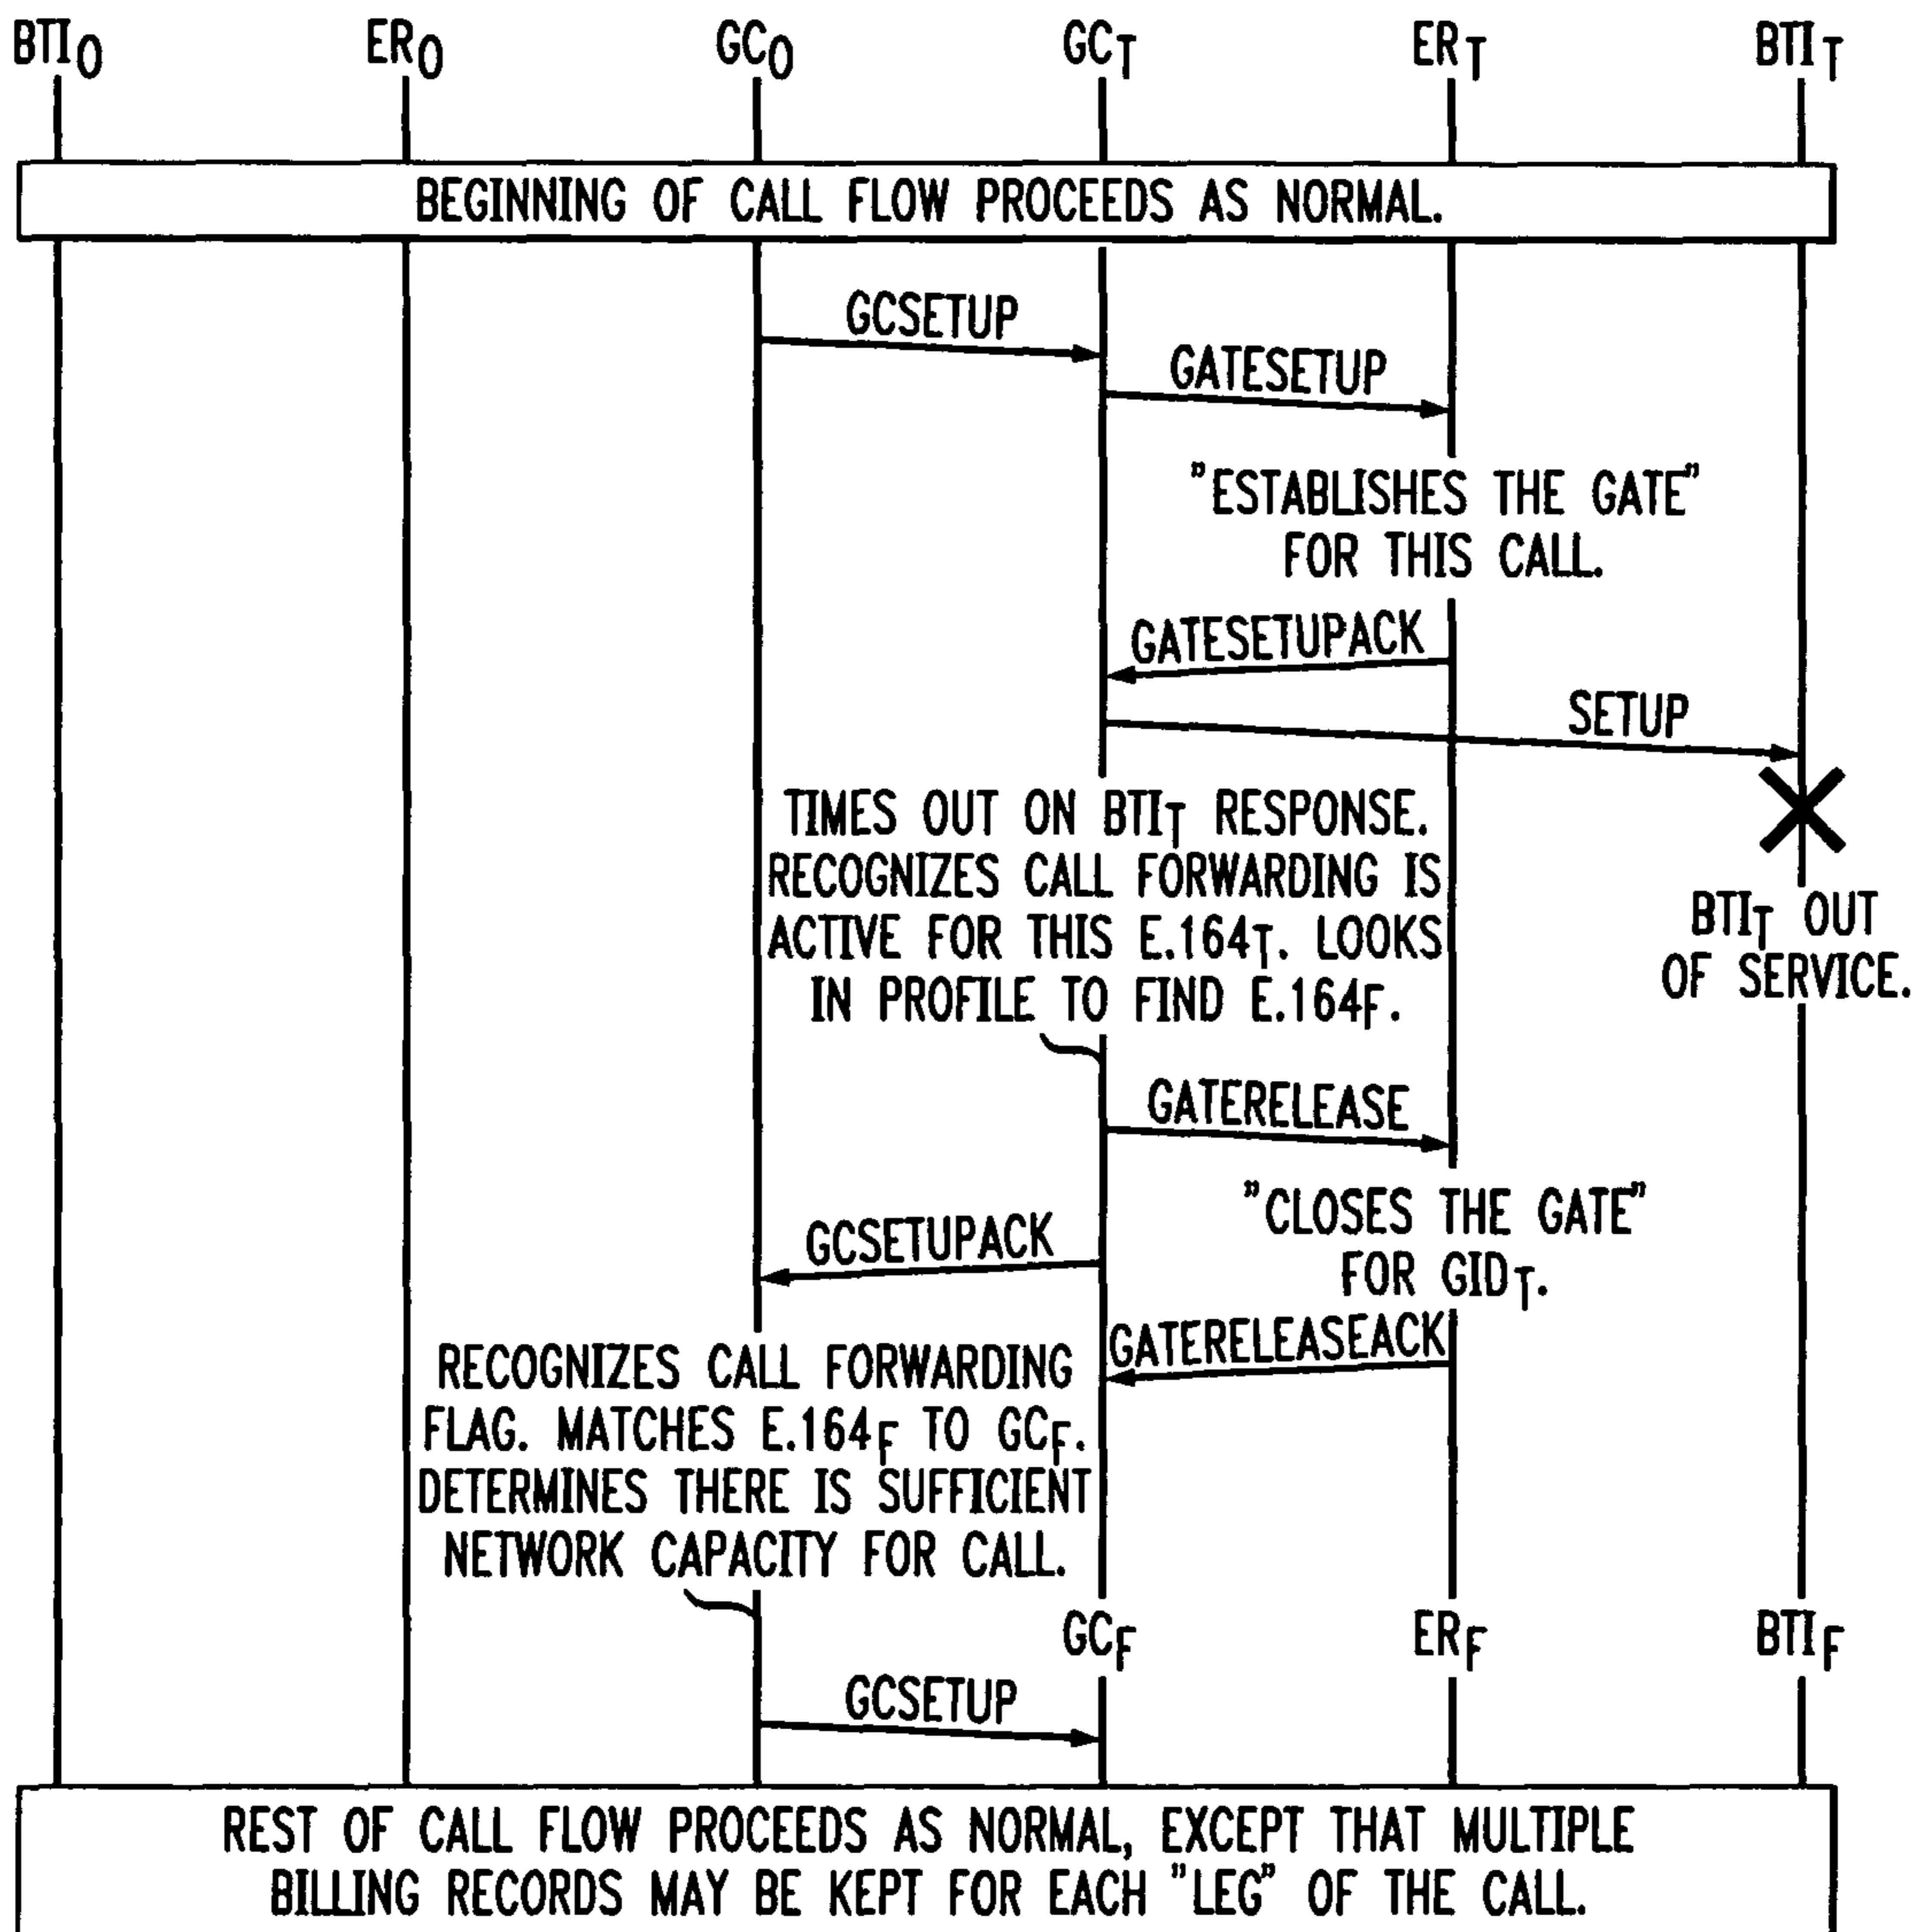 BTIO ERO GCO GCT ERT BTIT
BEGINNING OF CALL FLOW PROCEEDS AS NORMAL.
GCSETUP
GATESETUP
"ESTABLISHES THE GATE"
FOR THIS CALL.
GATESETUPACK
SETUP
TIMES OUT ON BTIT RESPONSE.
RECOGNIZES CALL FORWARDING IS
ACTIVE FOR THIS E.164T. LOOKS
IN PROFILE TO FIND E.164F.
BTIT OUT
OF SERVICE.
GATERELEASE
"CLOSES THE GATE"
FOR GIDT.
GCSETUPACK
GATERELEASEACK
RECOGNIZES CALL FORWARDING
FLAG. MATCHES E.164F TO GCF.
DETERMINES THERE IS SUFFICIENT
NETWORK CAPACITY FOR CALL.
GCF ERF BTIF
GCSETUP
REST OF CALL FLOW PROCEEDS AS NORMAL, EXCEPT THAT MULTIPLE
BILLING RECORDS MAY BE KEPT FOR EACH "LEG" OF THE CALL.